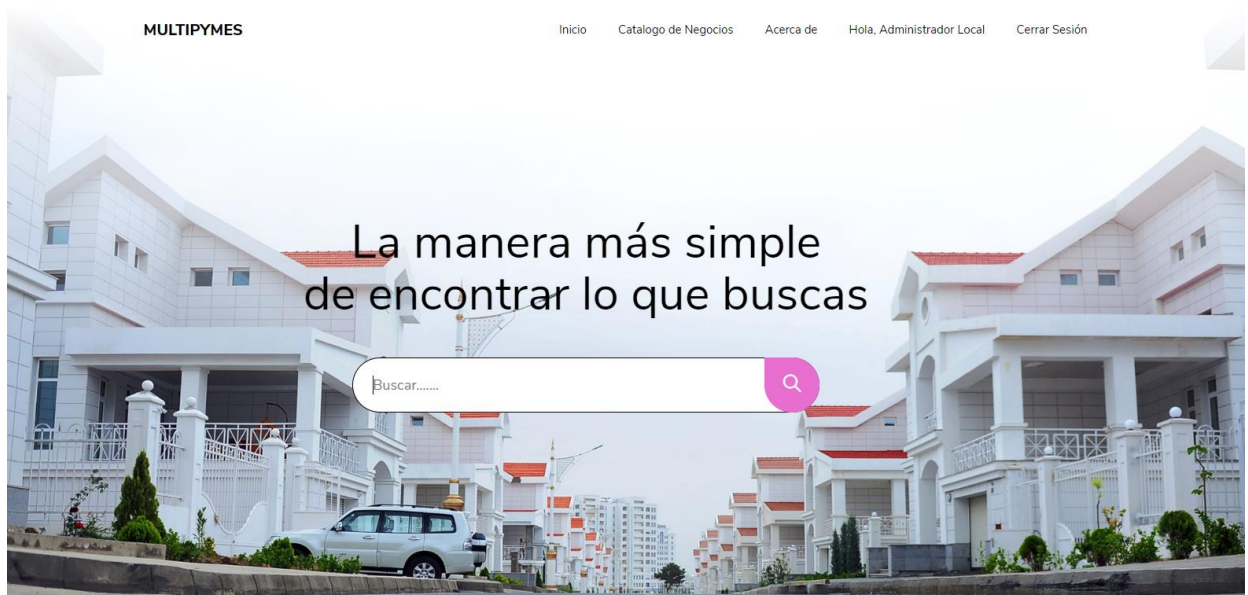 MULTIPYMES
Inicio Catalogo de Negocios Acerca de Hola, Administrador Local Cerrar Sesión
La manera más simple
de encontrar lo que buscas
Buscar.......